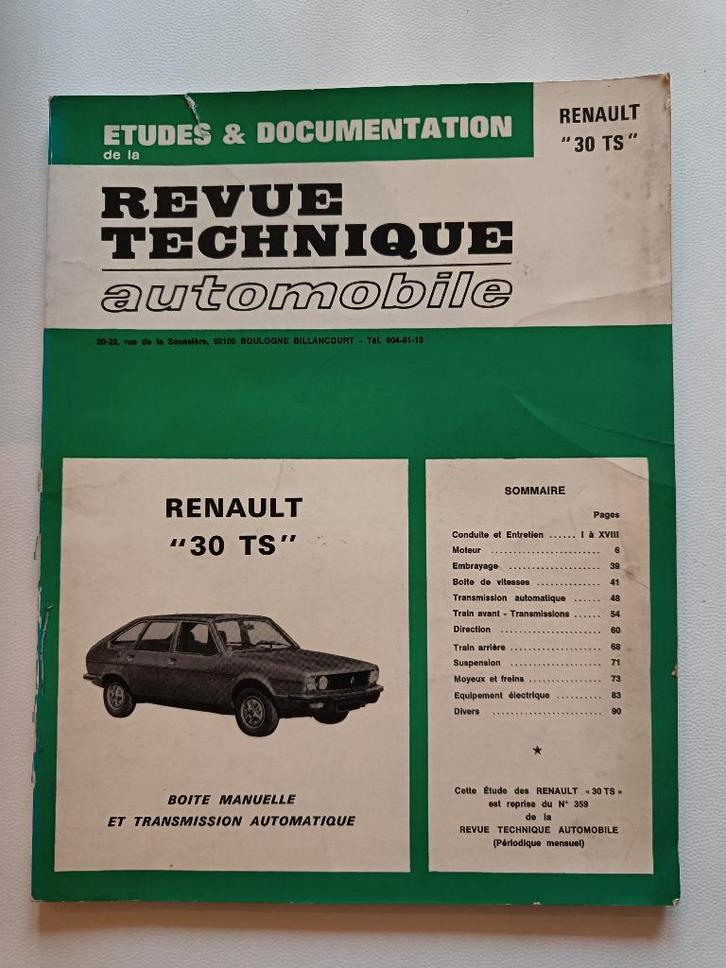 ETUDES & DOCUMENTATION
de la
RENAULT
"30 TS"
REVUE
TECHNIQUE
automobile
20-22, rue de la Saussière, 92100 BOULOGNE BILLANCOURT - Tél. 604-81-13
RENAULT
"30 TS"
BOITE MANUELLE
ET TRANSMISSION AUTOMATIQUE
SOMMAIRE
Pages
Conduite et Entretien ...... I à XVIII
Moteur ........................ 6
Embrayage .................... 39
Boite de vitesses .............. 41
Transmission automatique ...... 48
Train avant - Transmissions ...... 54
Direction ...................... 60
Train arrière .................... 68
Suspension .................... 71
Moyeux et freins ................ 73
Equipement électrique .......... 83
Divers ........................ 90
★
Cette Étude des RENAULT « 30 TS »
est reprise du N° 359
de la
REVUE TECHNIQUE AUTOMOBILE
(Périodique mensuel)